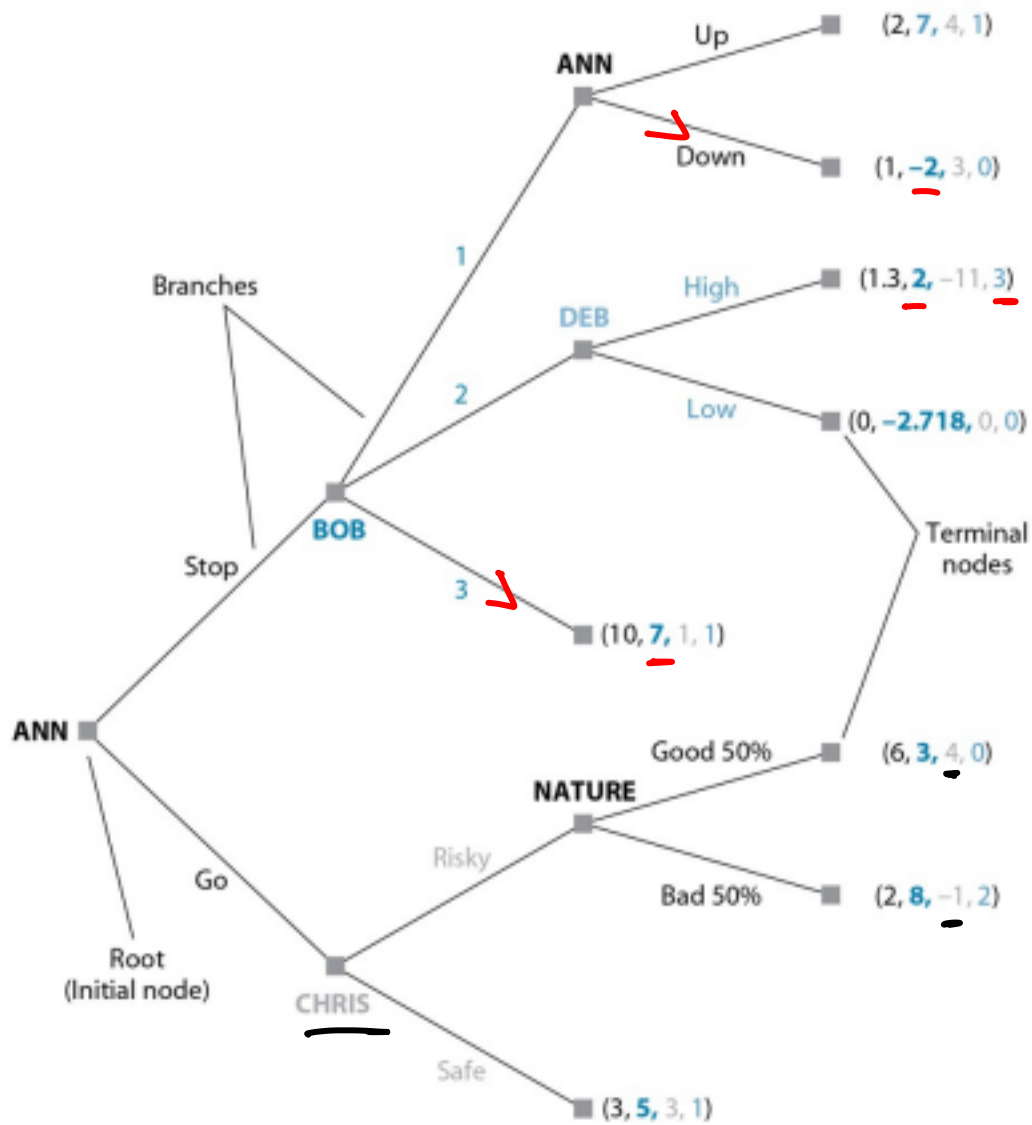 Up
(2, 7, 4, 1)
ANN
Down
(1, –2, 3, 0)
1
Branches
High
(1.3, 2, –11, 3)
DEB
2
Low
(0, –2.718, 0, 0)
BOB
Stop
Terminal
nodes
3
(10, 7, 1, 1)
ANN
Good 50%
(6, 3, 4, 0)
NATURE
Risky
Go
Bad 50%
(2, 8, –1, 2)
Root
(Initial node)
CHRIS
Safe
(3, 5, 3, 1)